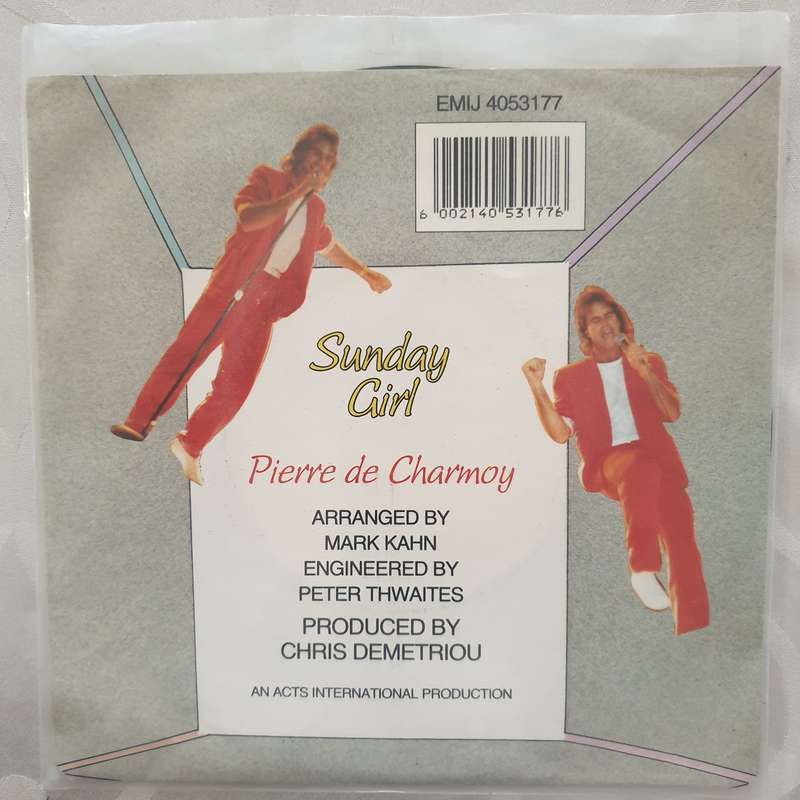 EMIJ 4053177
6 002140 531776
Sunday
Girl
Pierre de Charmoy
ARRANGED BY
MARK KAHN
ENGINEERED BY
PETER THWAITES
PRODUCED BY
CHRIS DEMETRIOU
AN ACTS INTERNATIONAL PRODUCTION